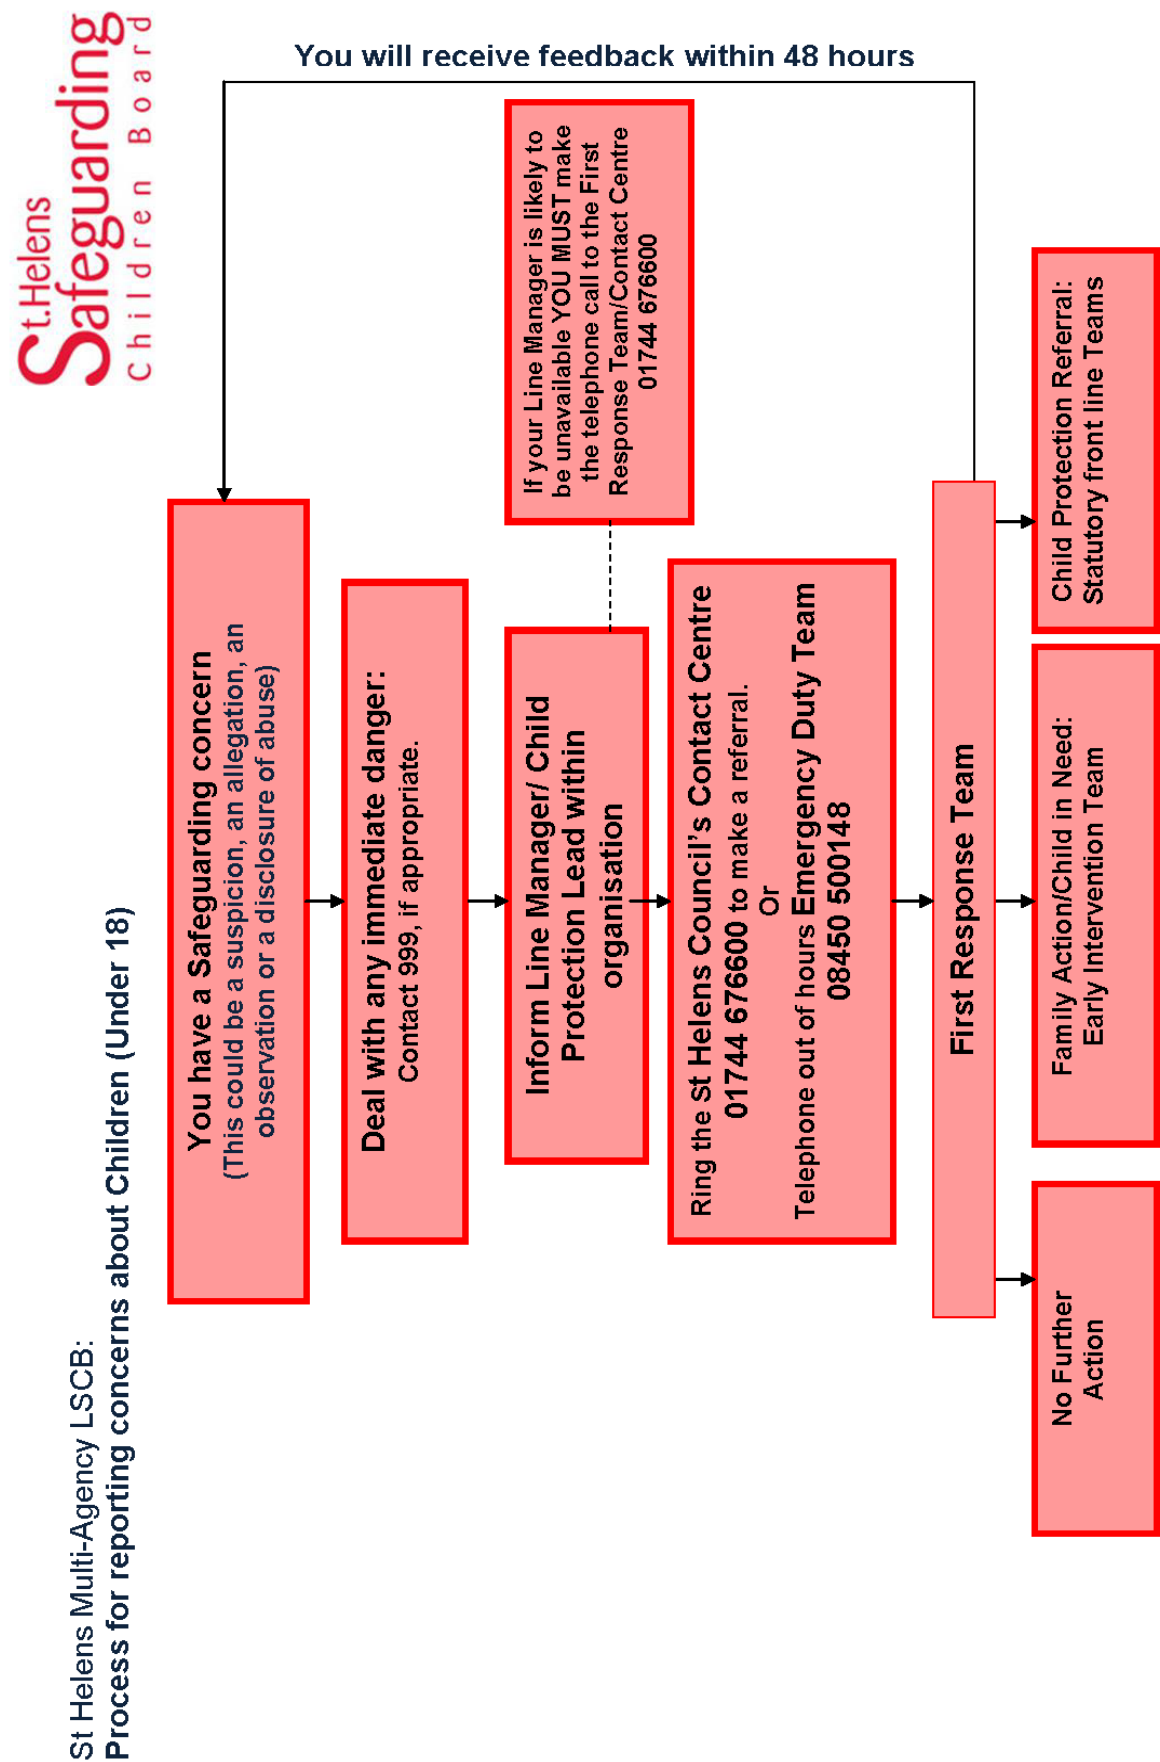 St Helens Multi-Agency LSCB:
Process for reporting concerns about Children (Under 18)
St.Helens
Safeguarding
Children Board
You have a Safeguarding concern
(This could be a suspicion, an allegation, an
observation or a disclosure of abuse)
You will receive feedback within 48 hours
Deal with any immediate danger:
Contact 999, if appropriate.
Inform Line Manager/ Child
Protection Lead within
organisation
If your Line Manager is likely to
be unavailable YOU MUST make
the telephone call to the First
Response Team/Contact Centre
01744 676600
Ring the St Helens Council's Contact Centre
01744 676600 to make a referral.
Or
Telephone out of hours Emergency Duty Team
08450 500148
First Response Team
No Further
Action
Family Action/Child in Need:
Early Intervention Team
Child Protection Referral:
Statutory front line Teams